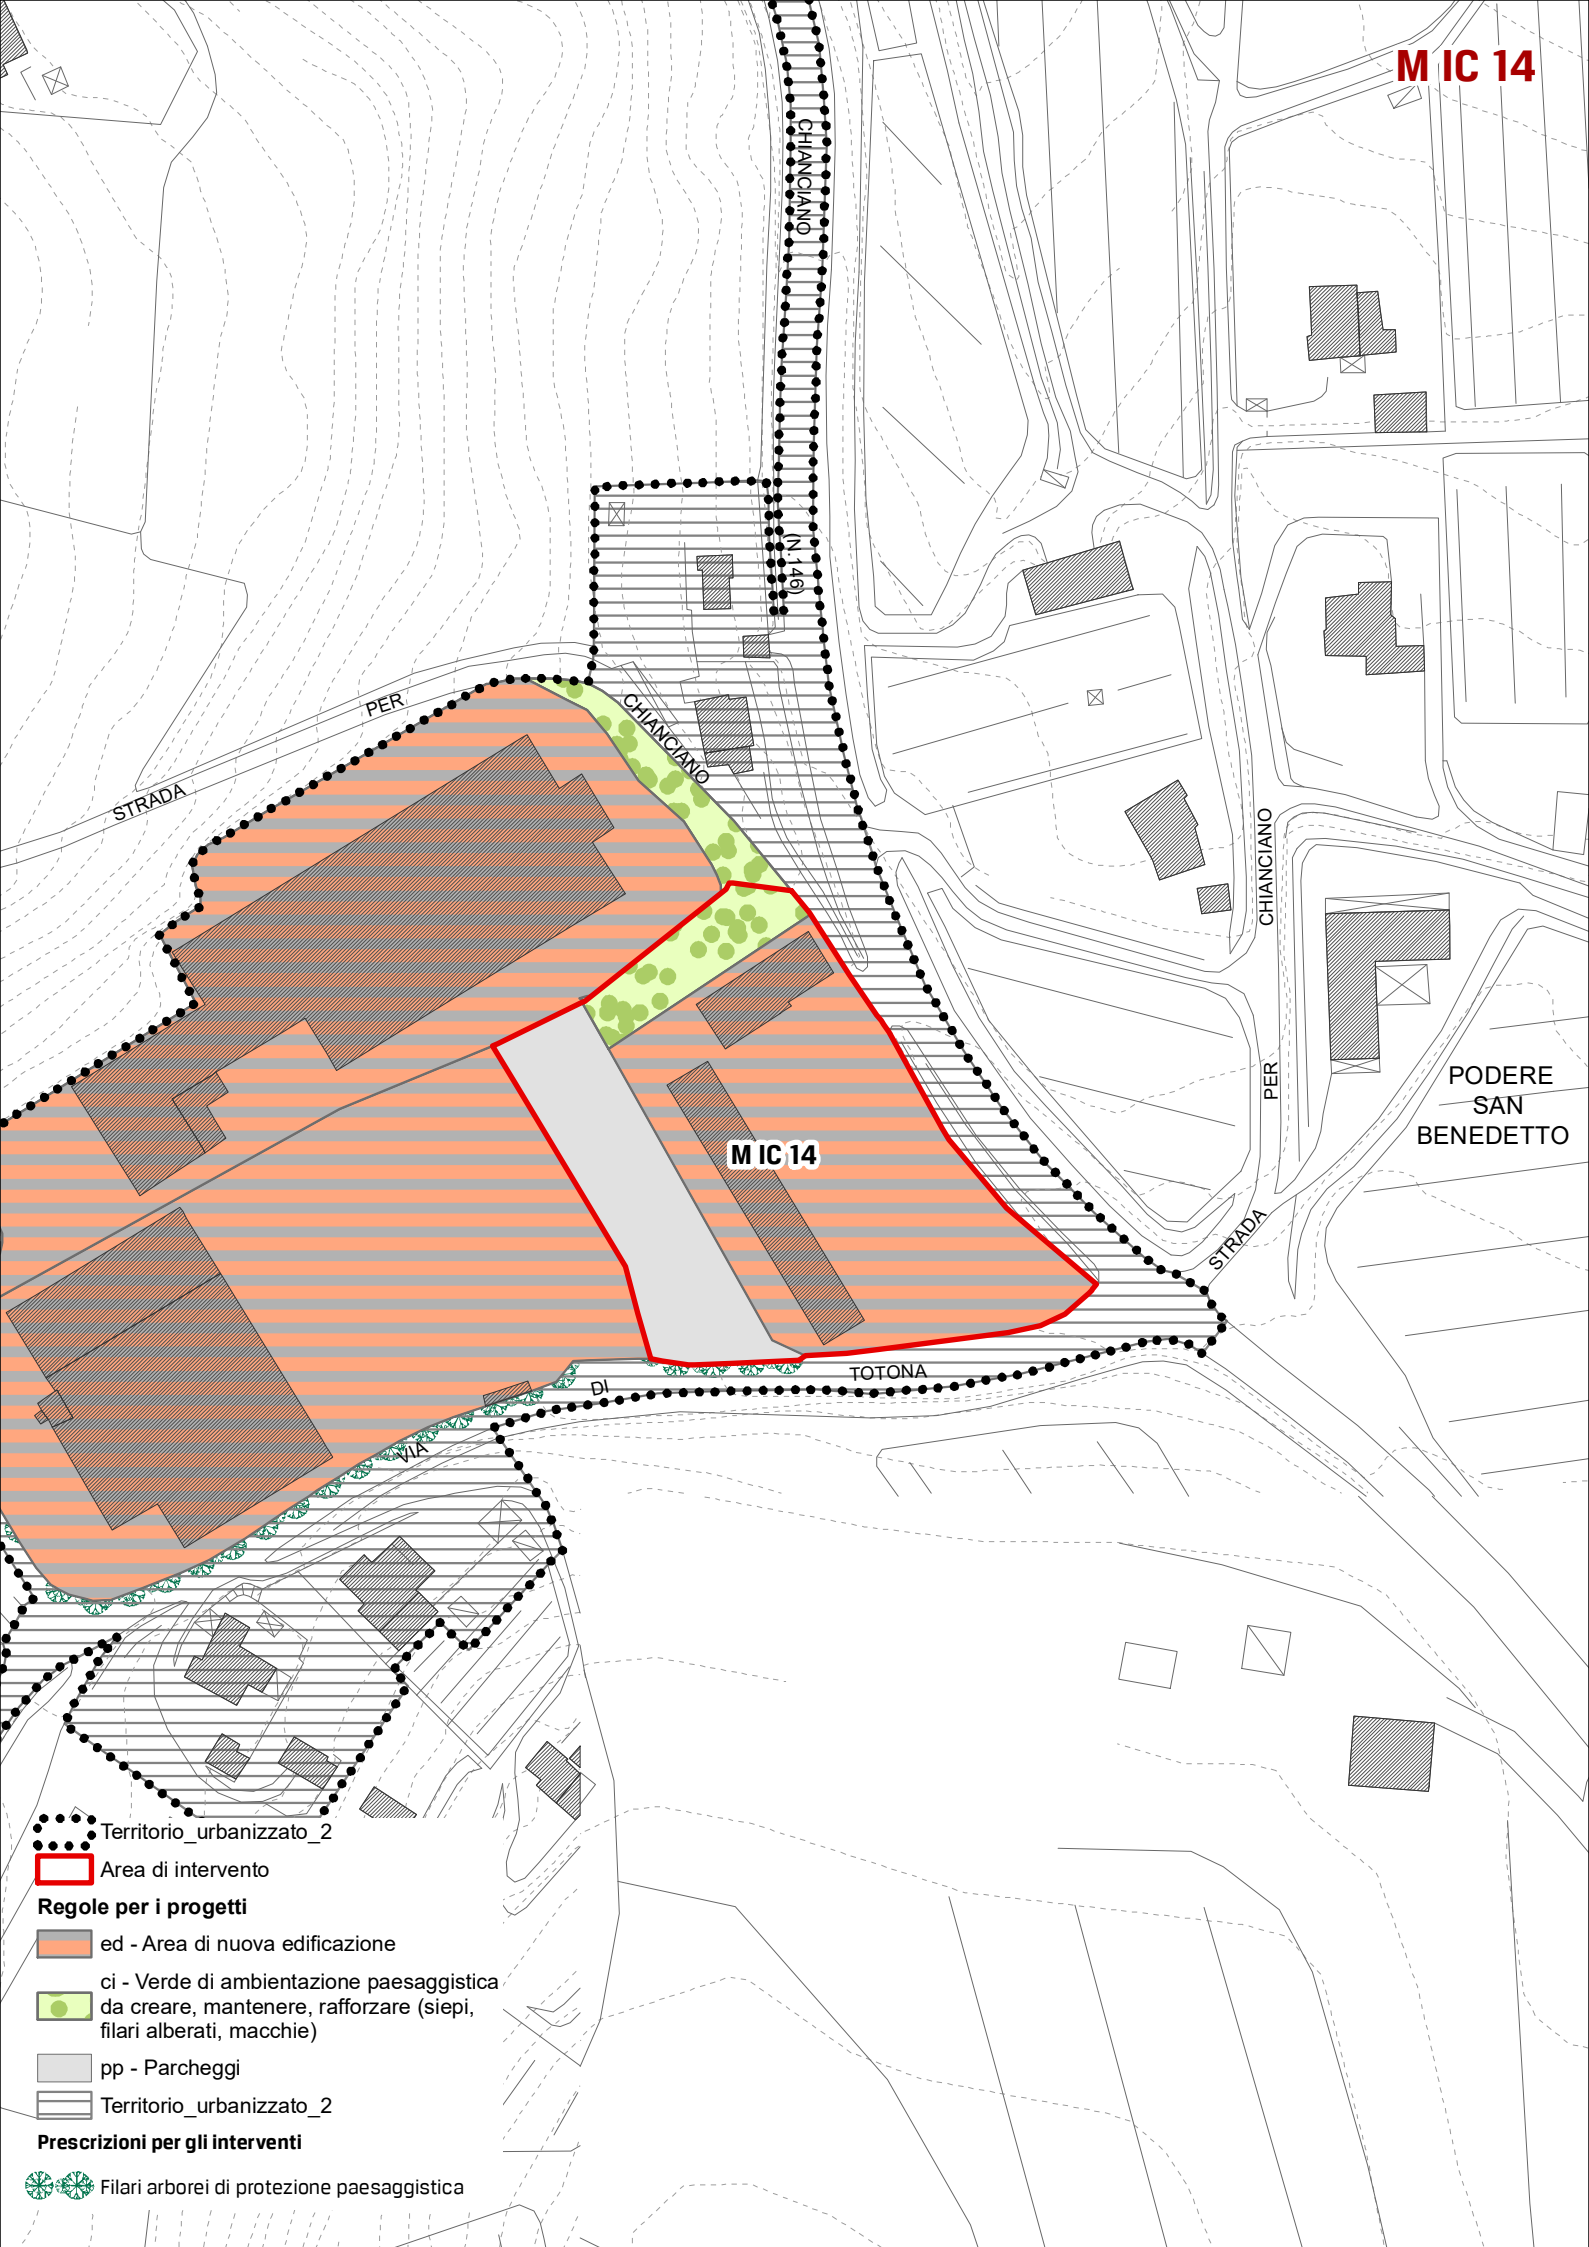 M IC 14
CHIANCIANO
(N.146)
PER
STRADA
CHIANCIANO
CHIANCIANO
PER
STRADA
PODERE
SAN
BENEDETTO
M IC 14
TOTONA
DI
VIA
Territorio_urbanizzato_2
Area di intervento
Regole per i progetti
ed - Area di nuova edificazione
ci - Verde di ambientazione paesaggistica
da creare, mantenere, rafforzare (siepi,
filari alberati, macchie)
pp - Parcheggi
Territorio_urbanizzato_2
Prescrizioni per gli interventi
Filari arborei di protezione paesaggistica